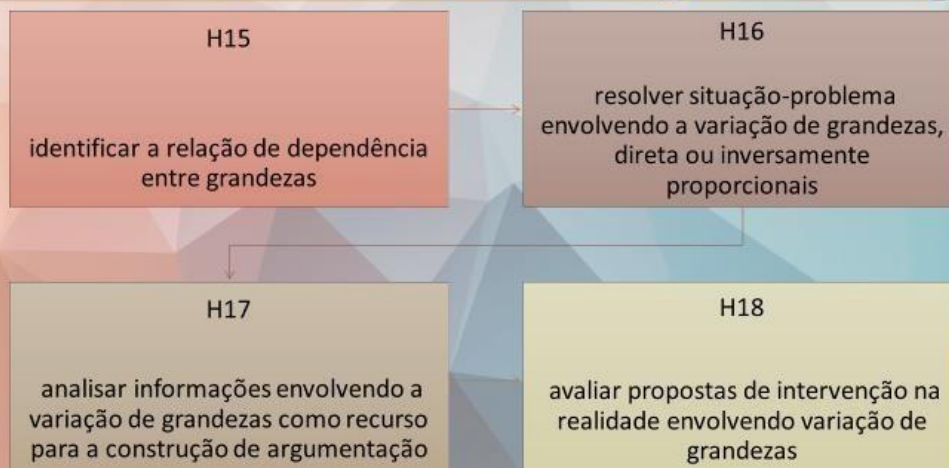 H15
identificar a relação de dependência
entre grandezas
H16
resolver situação-problema
envolvendo a variação de grandezas,
direta ou inversamente
proporcionais
H17
analisar informações envolvendo a
variação de grandezas como recurso
para a construção de argumentação
H18
avaliar propostas de intervenção na
realidade envolvendo variação de
grandezas